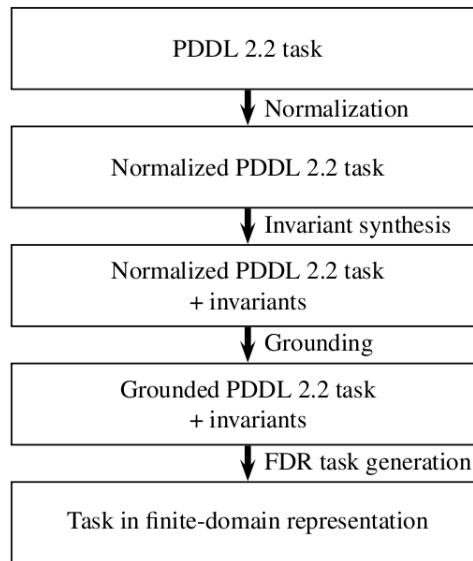 PDDL 2.2 task
Normalization
Normalized PDDL 2.2 task
Invariant synthesis
Normalized PDDL 2.2 task
+ invariants
Grounding
Grounded PDDL 2.2 task
+ invariants
FDR task generation
Task in finite-domain representation